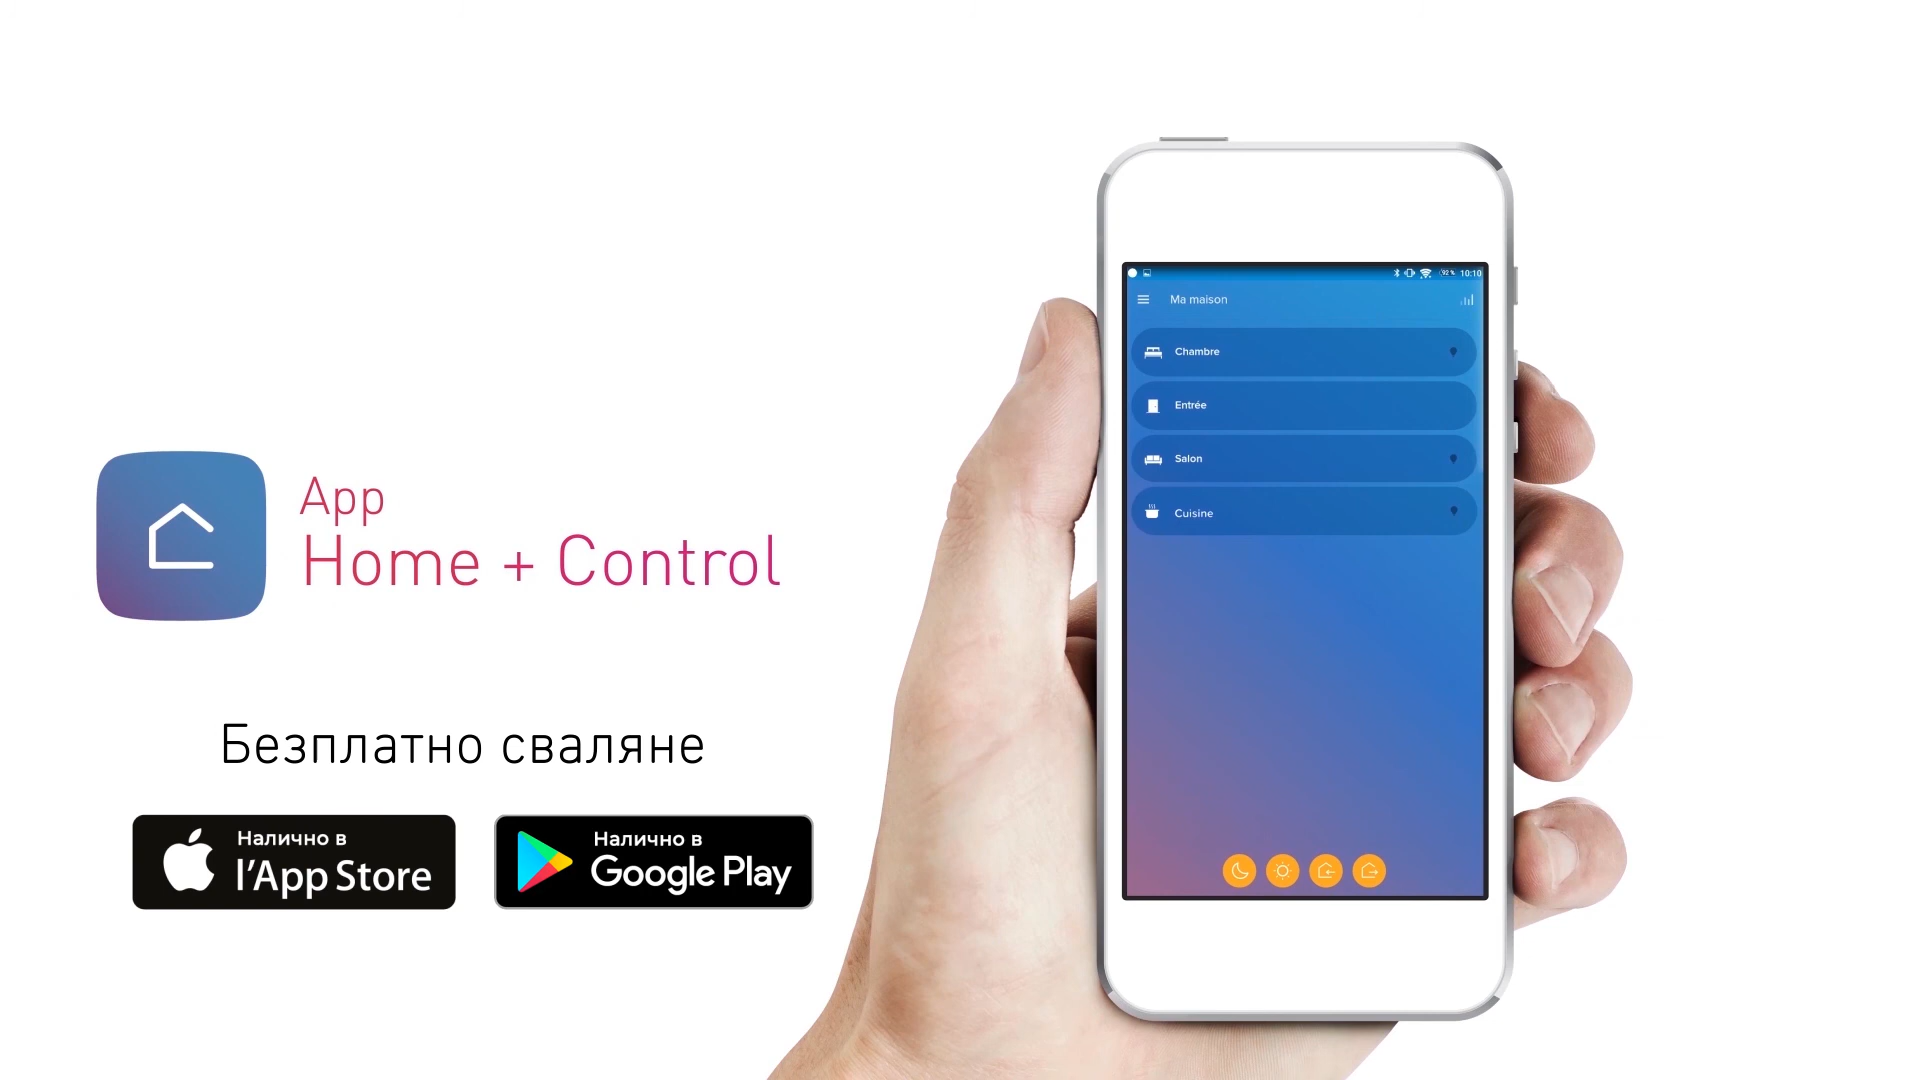 App
Home + Control
Безплатно сваляне
Налично в
l'App Store
Налично в
Google Play
92 % 10:10
Ma maison
Chambre
Entrée
Salon
Cuisine